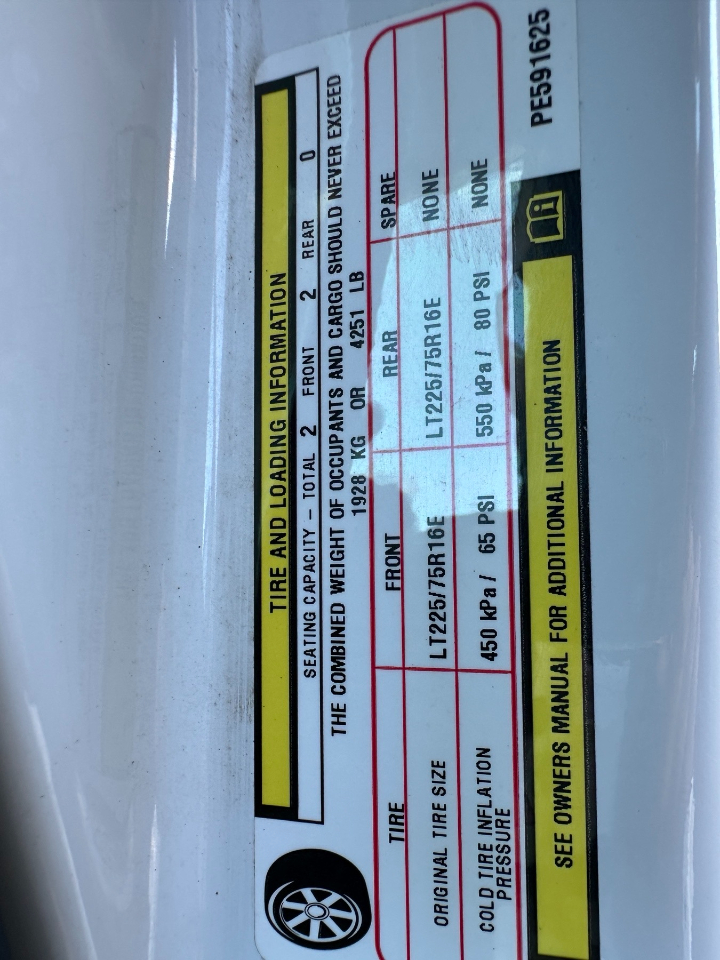 TIRE AND LOADING INFORMATION
SEATING CAPACITY – TOTAL 2 FRONT 2 REAR 0
THE COMBINED WEIGHT OF OCCUPANTS AND CARGO SHOULD NEVER EXCEED
1928 KG OR 4251 LB
TIRE FRONT REAR SPARE
ORIGINAL TIRE SIZE LT225/75R16E LT225/75R16E NONE
COLD TIRE INFLATION PRESSURE 450 kPa / 65 PSI 550 kPa / 80 PSI NONE
SEE OWNERS MANUAL FOR ADDITIONAL INFORMATION
PE591625